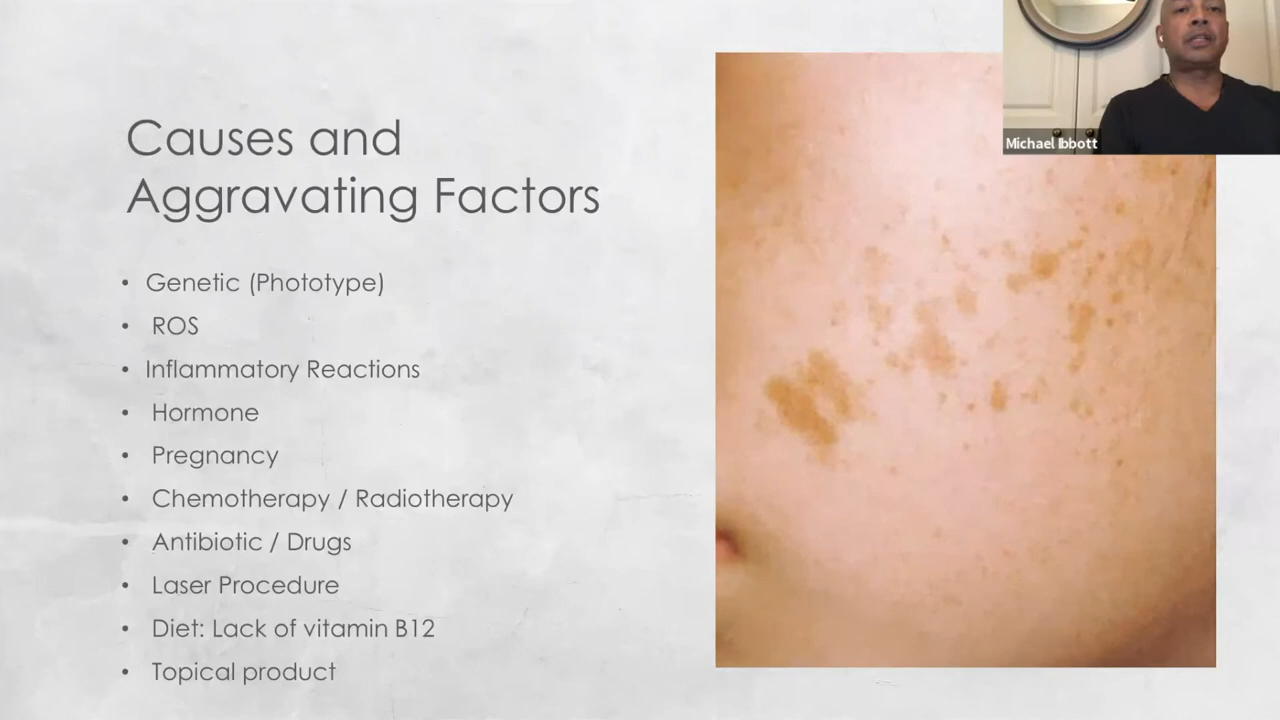 Causes and
Aggravating Factors
• Genetic (Phototype)
• ROS
• Inflammatory Reactions
• Hormone
• Pregnancy
• Chemotherapy / Radiotherapy
• Antibiotic / Drugs
• Laser Procedure
• Diet: Lack of vitamin B12
• Topical product
Michael Ibbott